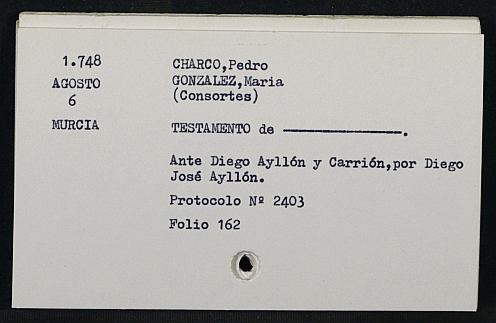 1.748
AGOSTO
6
MURCIA
CHARCO,Pedro
GONZALEZ,Maria
(Consortes)
TESTAMENTO de ————————.
Ante Diego Ayllón y Carrión,por Diego
José Ayllón.
Protocolo Nº 2403
Folio 162